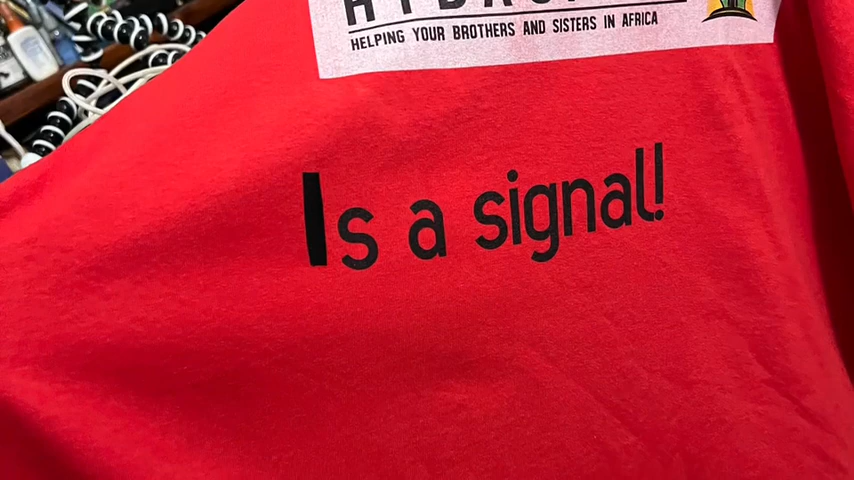 HELPING YOUR BROTHERS AND SISTERS IN AFRICA
Is a signal!